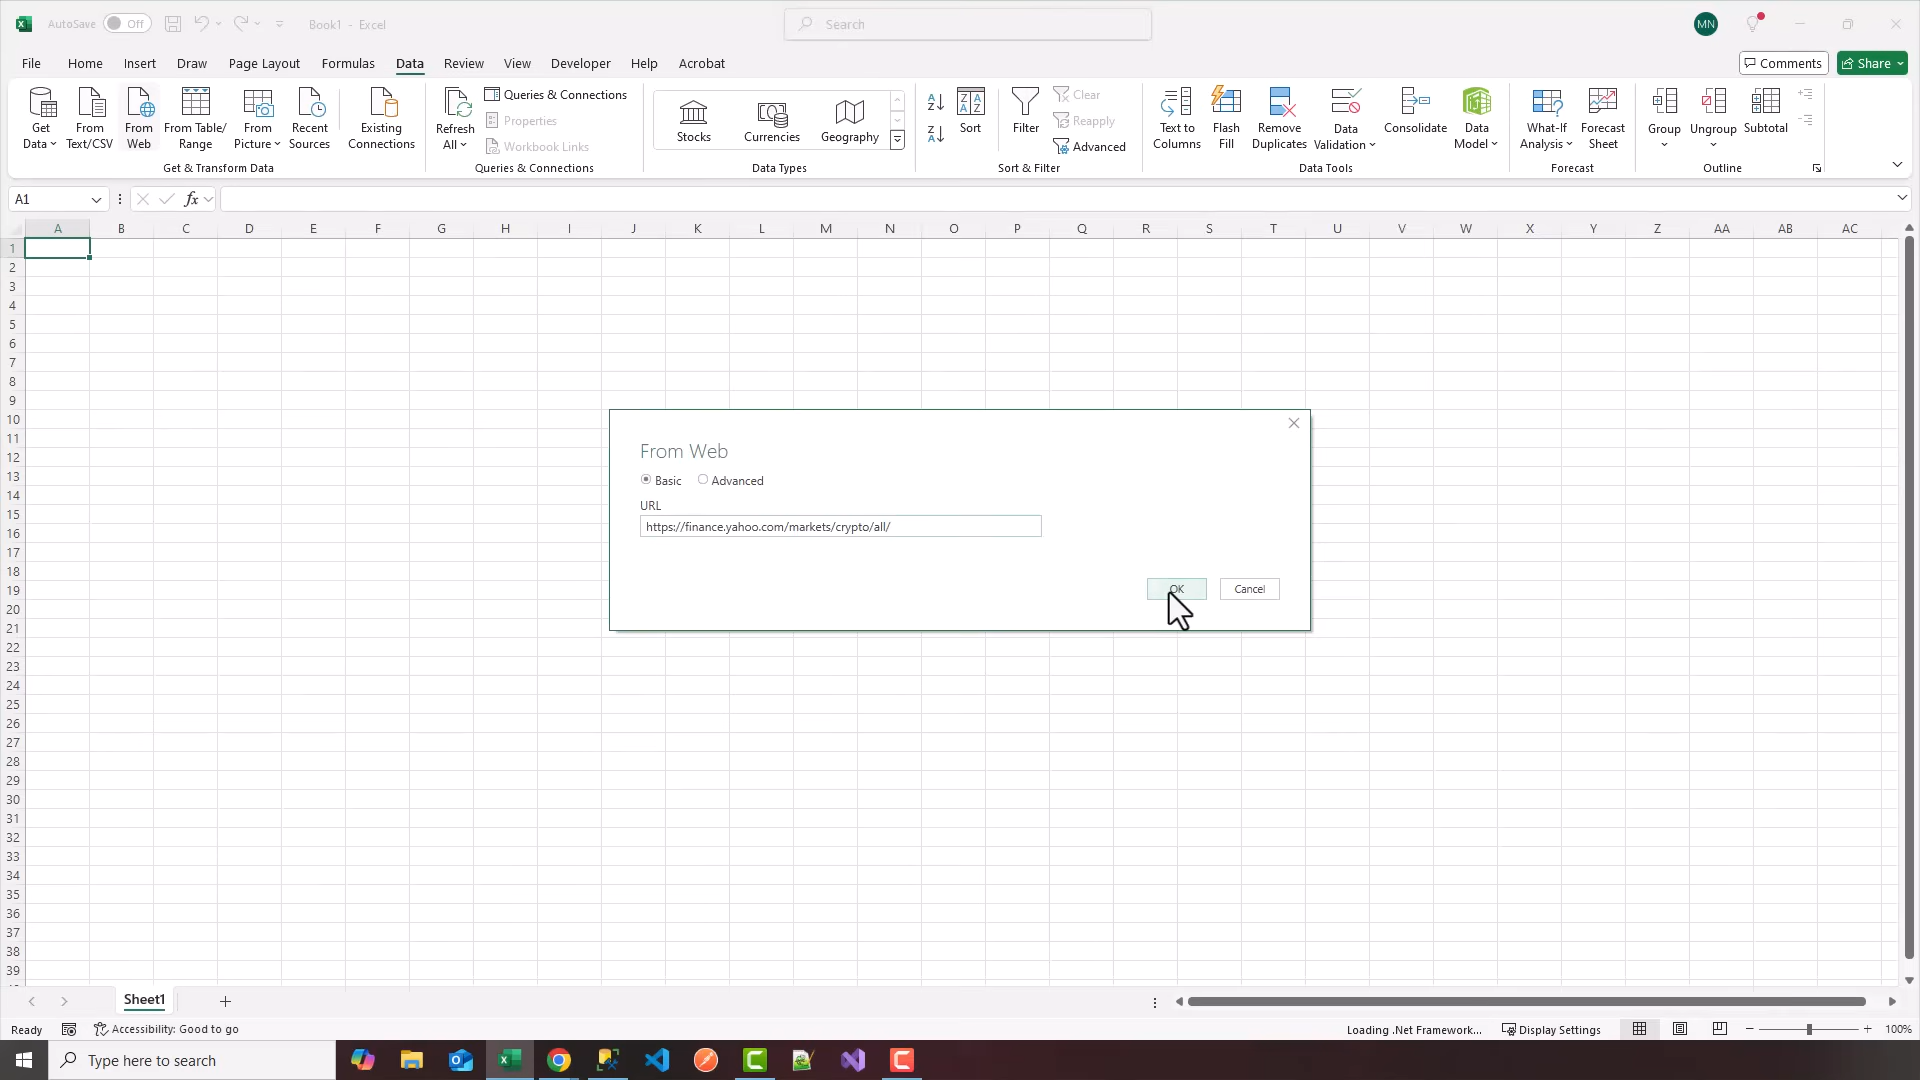 AutoSave Off Book1 - Excel Search MN
File Home Insert Draw Page Layout Formulas Data Review View Developer Help Acrobat Comments Share
Get Data From Text/CSV From Web From Table/ Range From Picture Recent Sources Existing Connections
Get & Transform Data
Refresh All Queries & Connections
Properties
Workbook Links
Queries & Connections
Stocks Currencies Geography
Data Types
Sort Filter Clear
Reapply
Advanced
Sort & Filter
Text to Columns Flash Fill Remove Duplicates Data Validation Consolidate Data Model
Data Tools
What-If Analysis Forecast Sheet
Forecast
Group Ungroup Subtotal
Outline
A1 fx
A B C D E F G H I J K L M N O P Q R S T U V W X Y Z AA AB AC
1
2
3
4
5
6
7
8
9
10
11
12
13
14
15
16
17
18
19
20
21
22
23
24
25
26
27
28
29
30
31
32
33
34
35
36
37
38
39
From Web
Basic Advanced
URL
https://finance.yahoo.com/markets/crypto/all/
OK Cancel
Sheet1
Ready Accessibility: Good to go Loading .Net Framework... Display Settings 100%
Type here to search